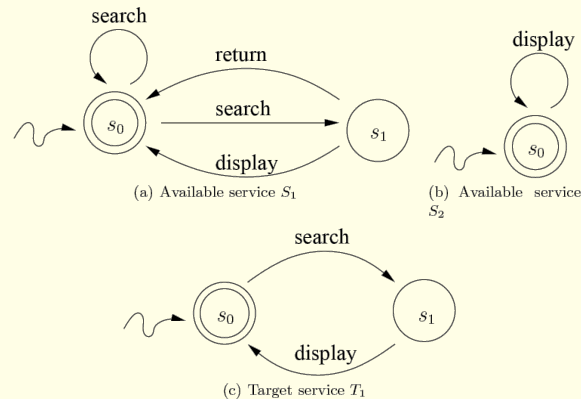 search
return
display
s0
search
s1
s0
display
(a) Available service S1
(b) Available service
S2
search
s0
s1
display
(c) Target service T1